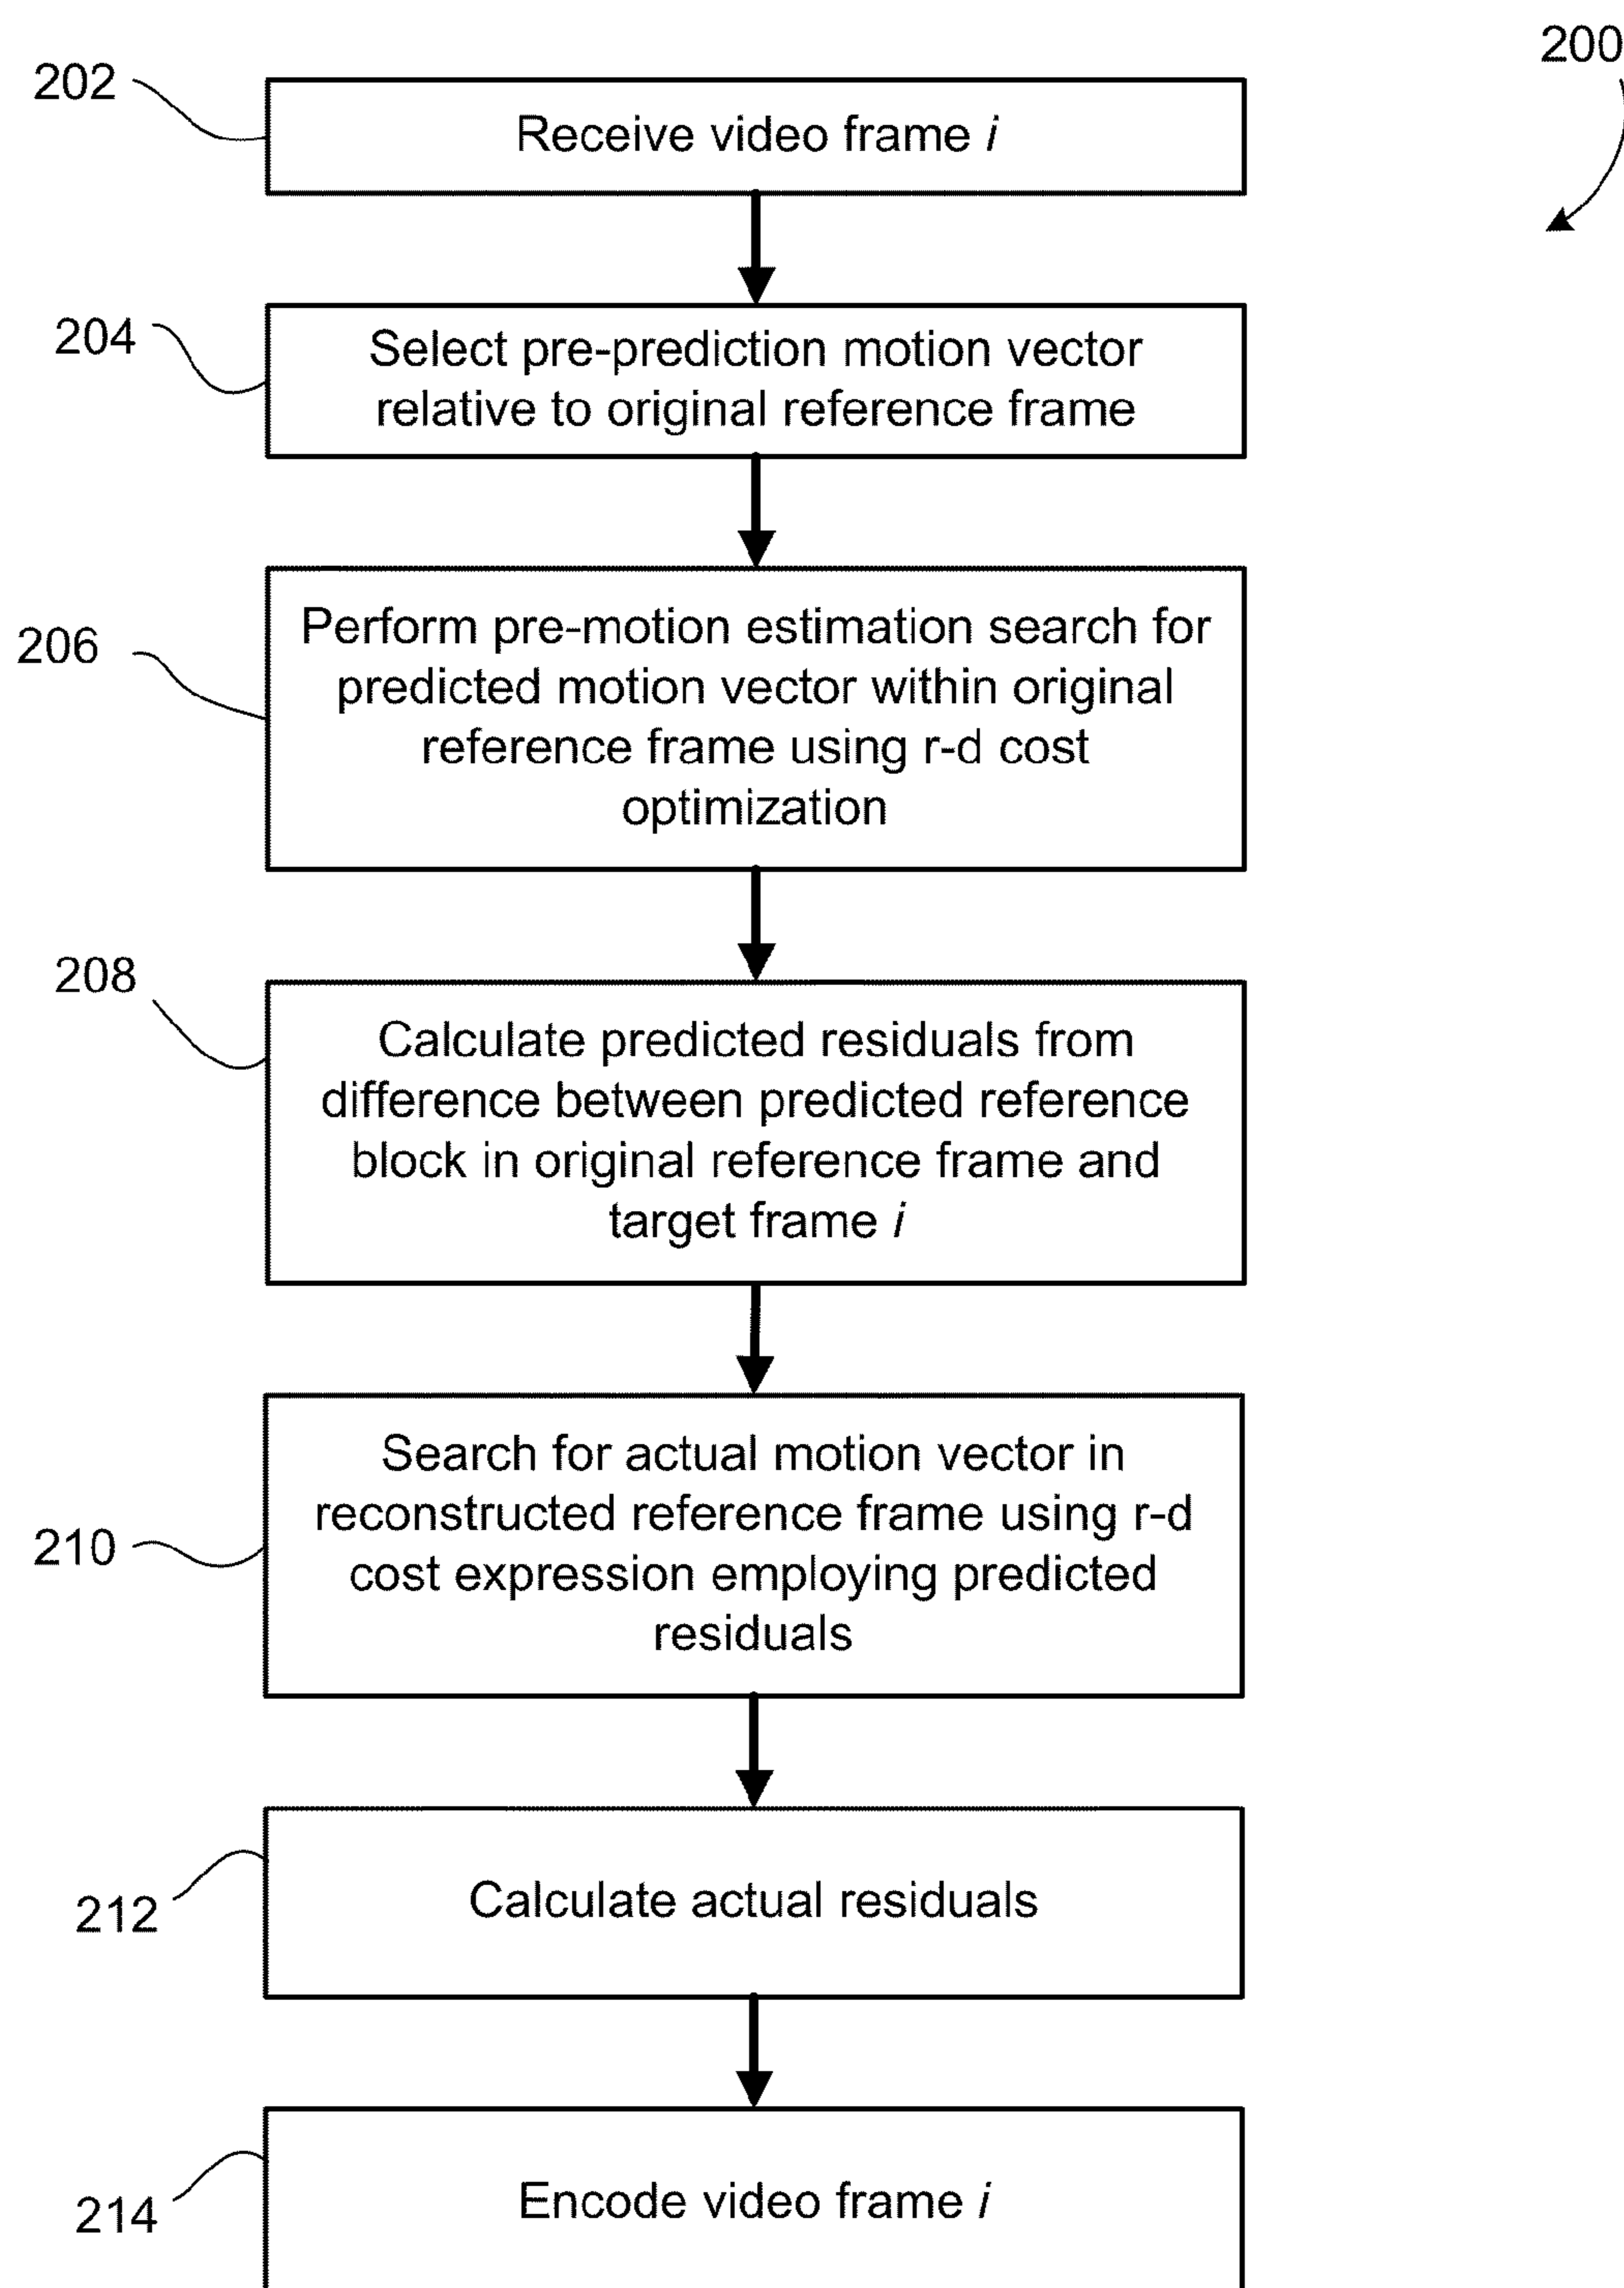 200
202
Receive video frame i
204
Select pre-prediction motion vector
relative to original reference frame
206
Perform pre-motion estimation search for
predicted motion vector within original
reference frame using r-d cost
optimization
208
Calculate predicted residuals from
difference between predicted reference
block in original reference frame and
target frame i
210
Search for actual motion vector in
reconstructed reference frame using r-d
cost expression employing predicted
residuals
212
Calculate actual residuals
214
Encode video frame i